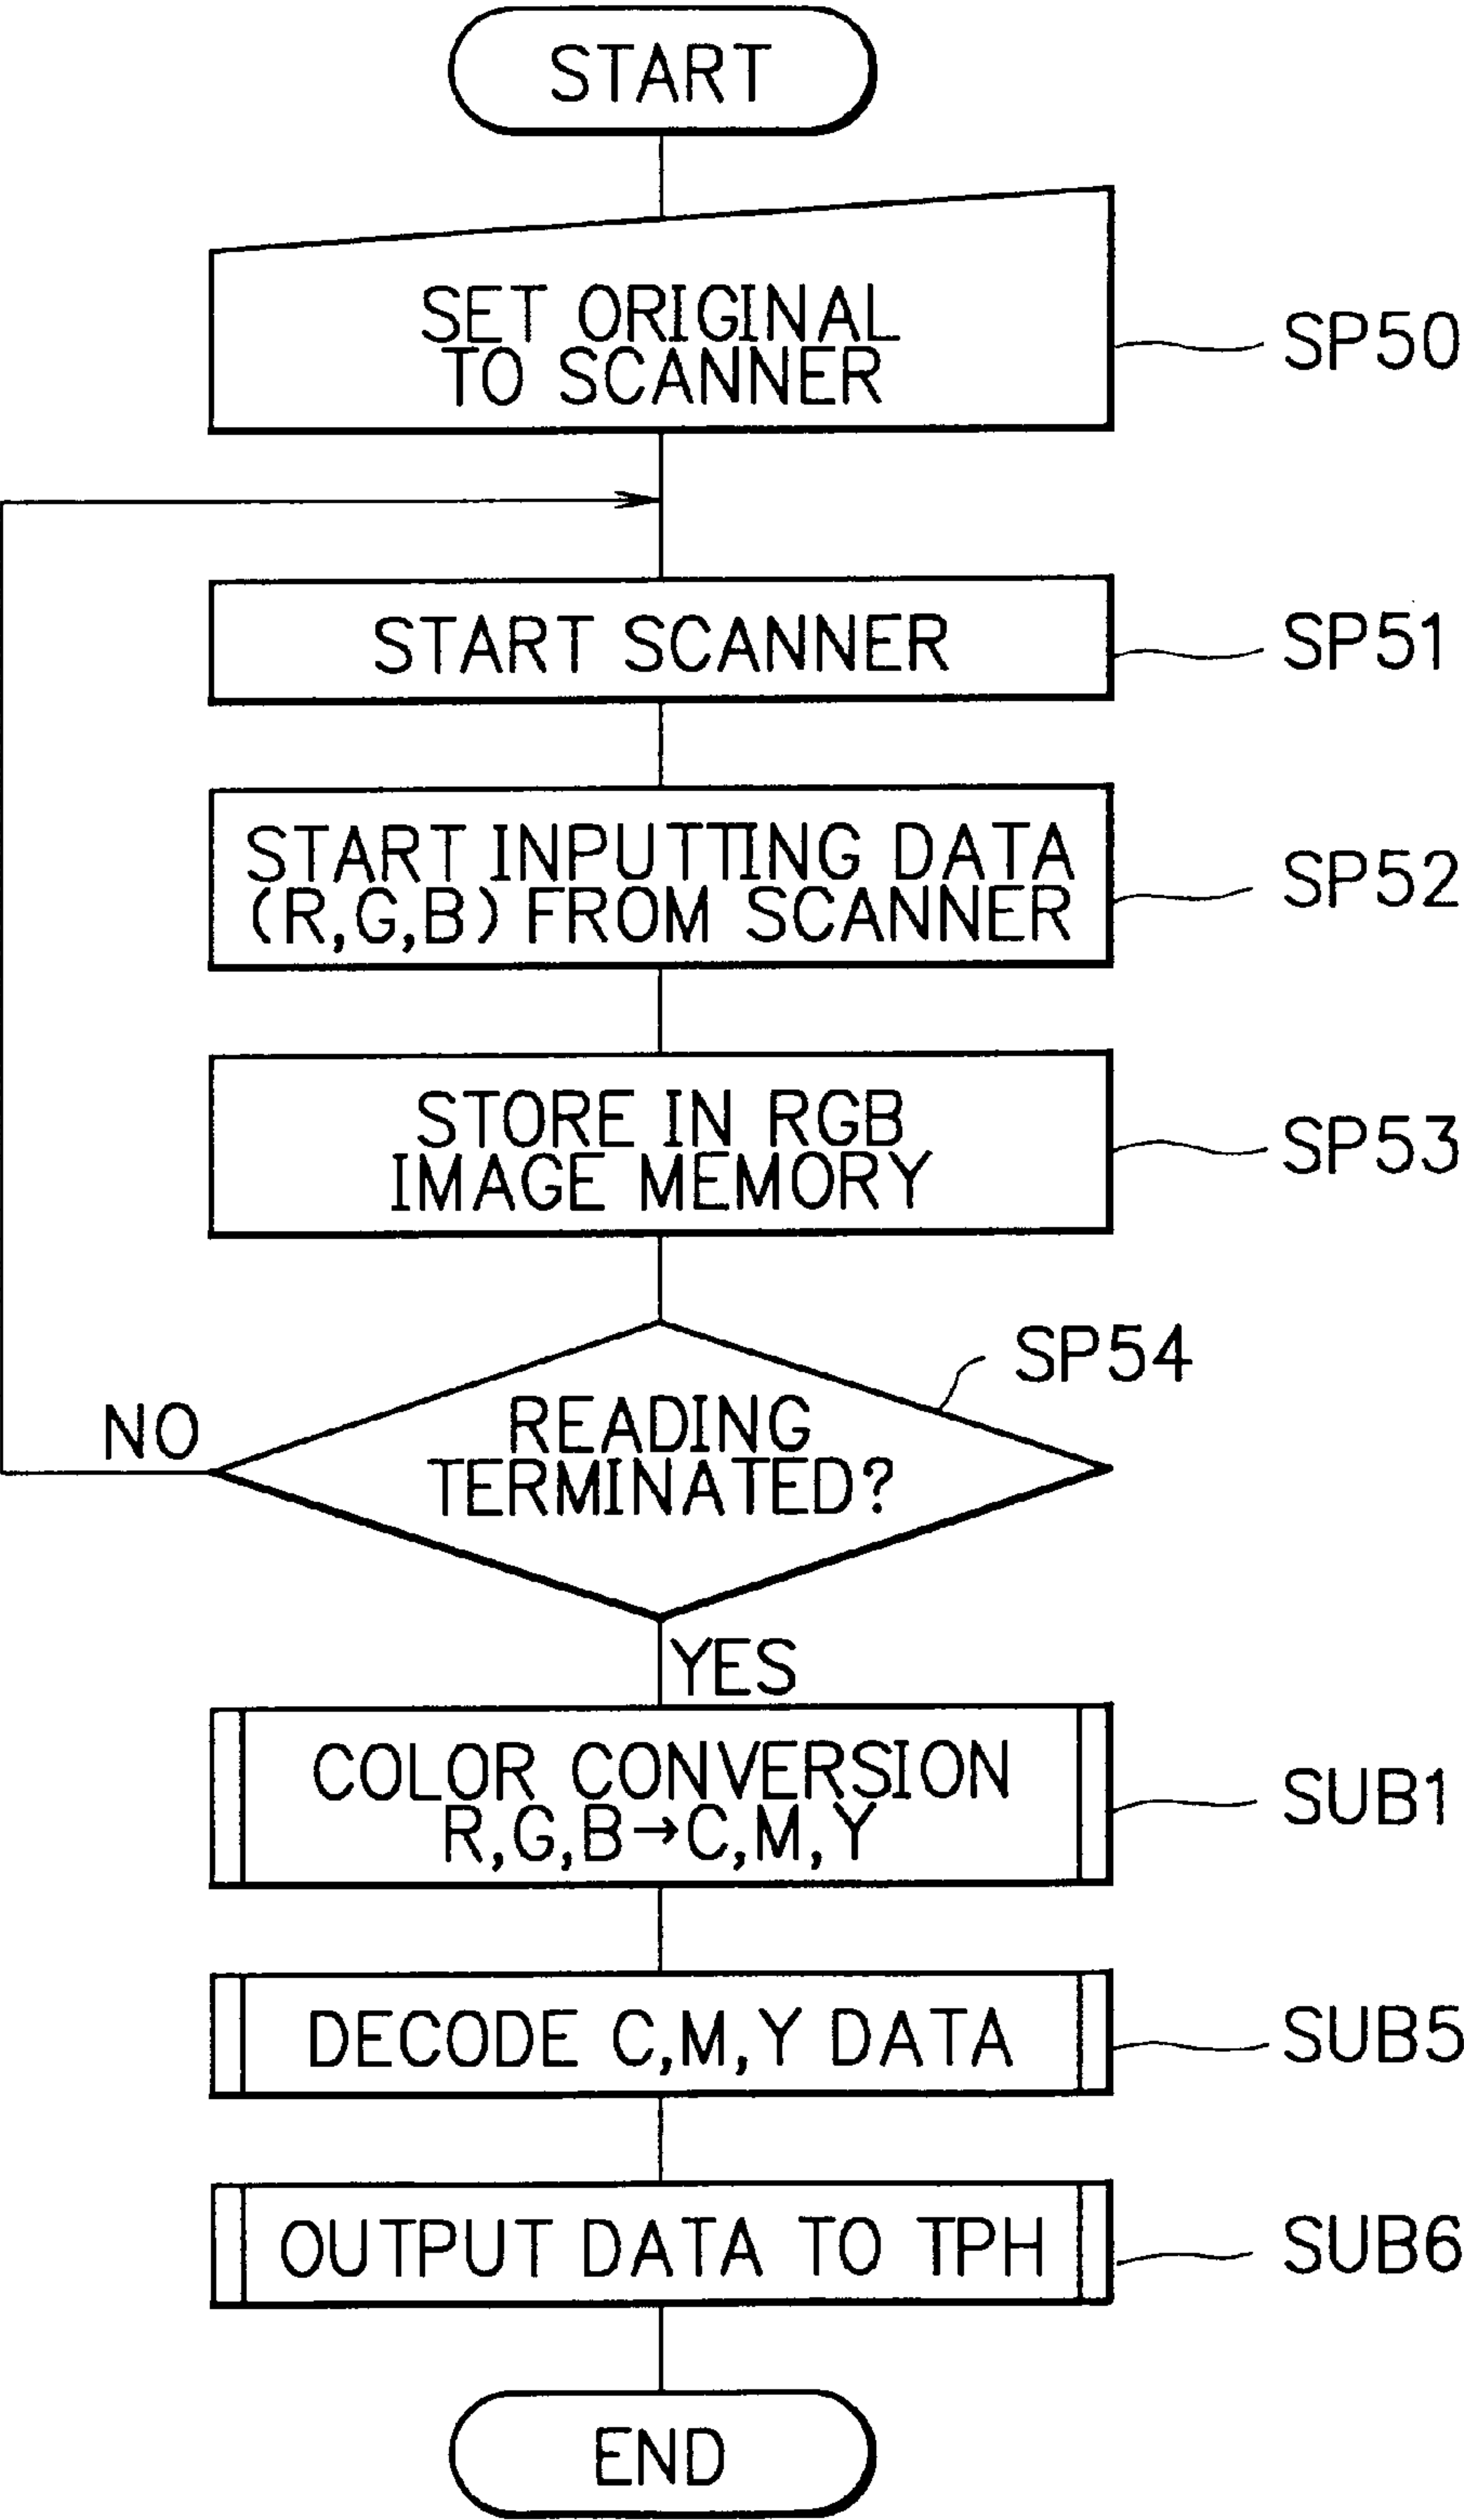 START
SET ORIGINAL
TO SCANNER
SP50
START SCANNER
SP51
START INPUTTING DATA
(R,G,B) FROM SCANNER
SP52
STORE IN RGB
IMAGE MEMORY
SP53
SP54
READING
TERMINATED?
NO
YES
COLOR CONVERSION
R,G,B→C,M,Y
SUB1
DECODE C,M,Y DATA
SUB5
OUTPUT DATA TO TPH
SUB6
END